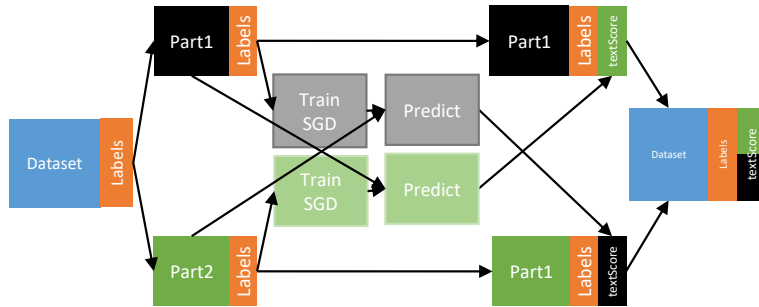 Part1
Labels
Part1
Labels
textScore
Train
SGD
Predict
Dataset
Labels
Dataset
Labels
textScore
textScore
Train
SGD
Predict
Part2
Labels
Part1
Labels
textScore